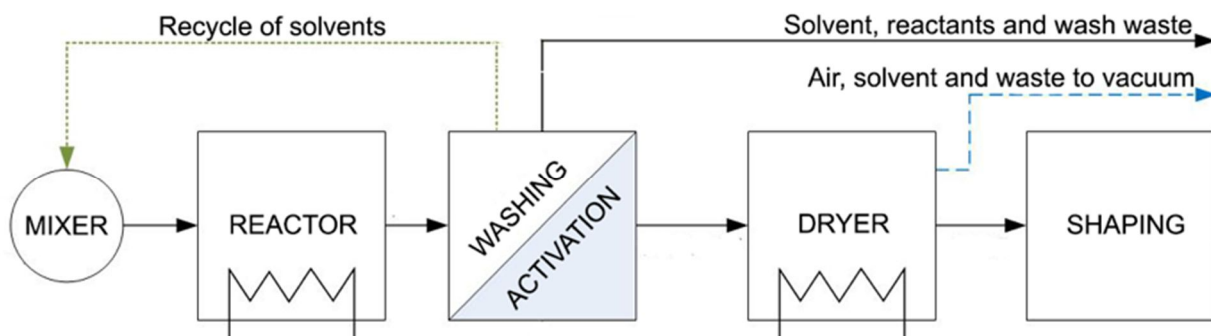 Recycle of solvents
Solvent, reactants and wash waste
Air, solvent and waste to vacuum
MIXER
REACTOR
WASHING
ACTIVATION
DRYER
SHAPING